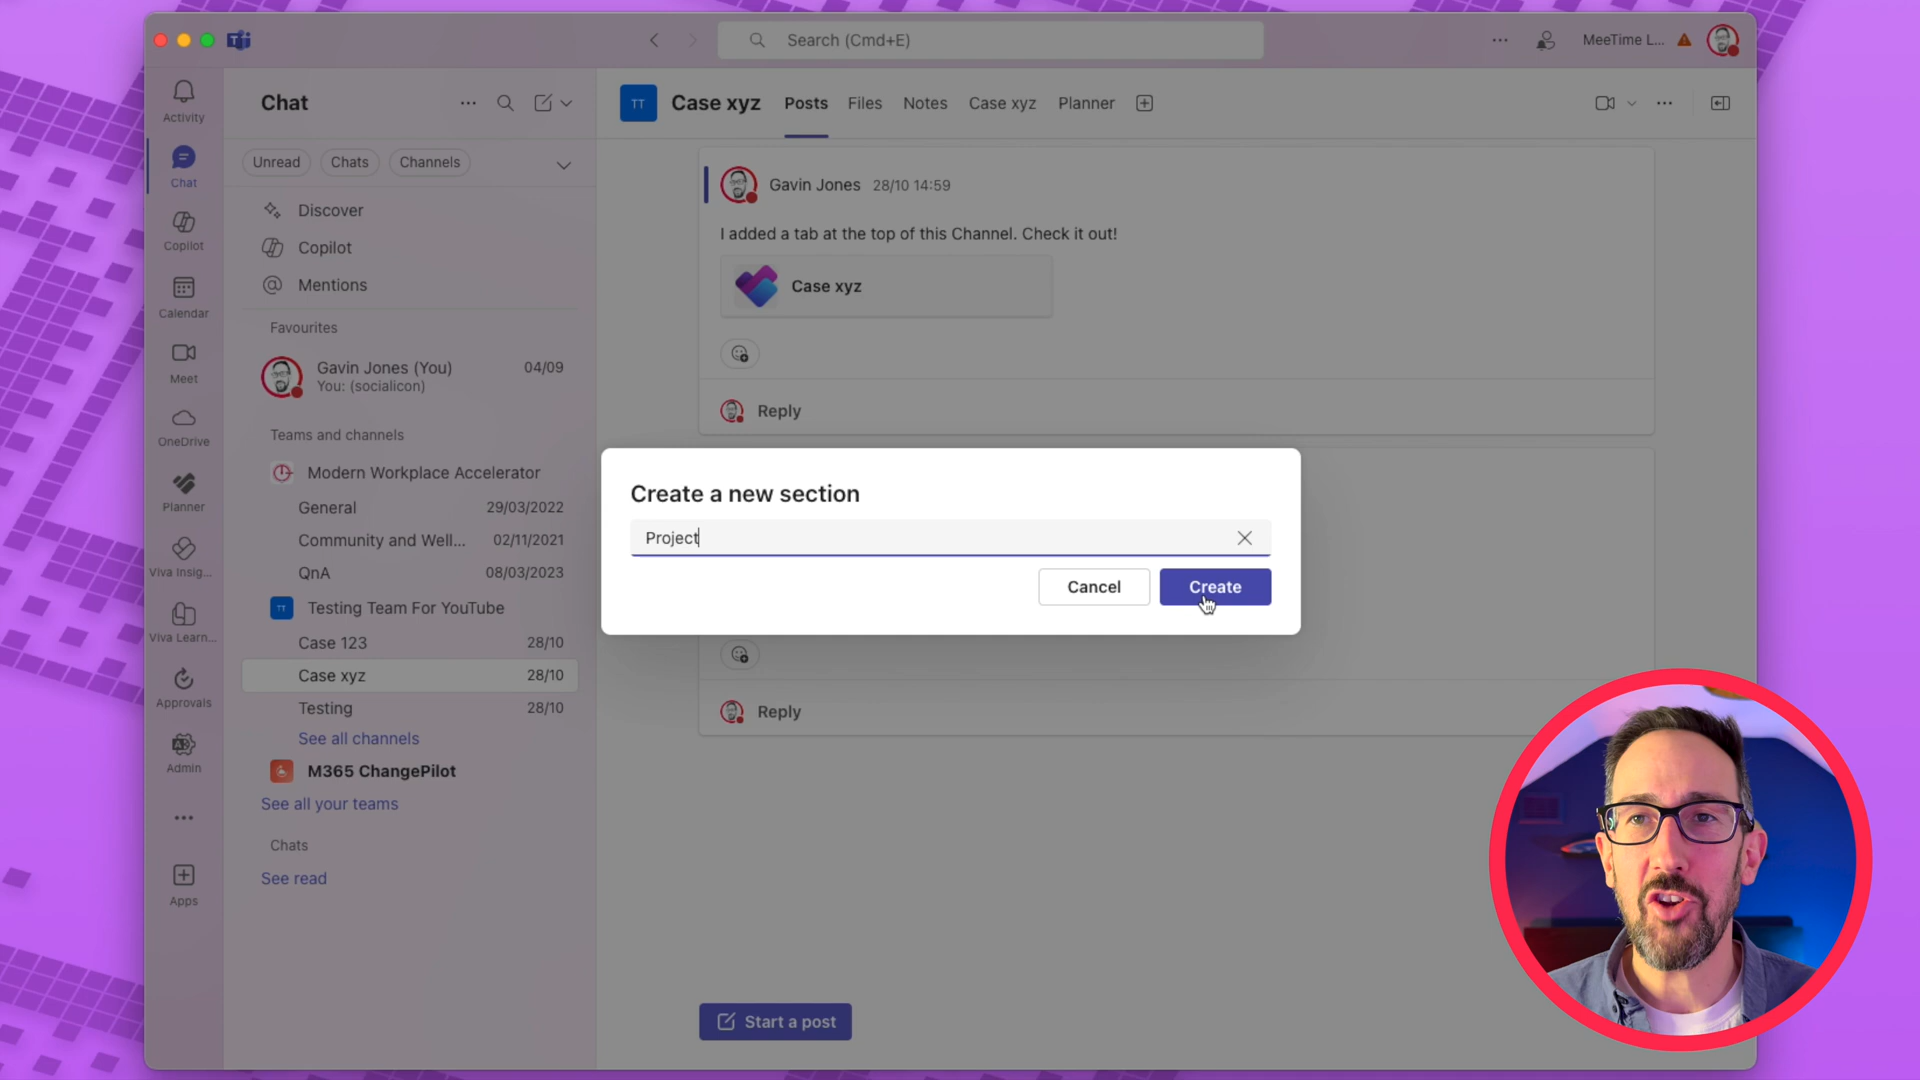 Search (Cmd+E)
MeeTime L...
Activity
Chat
Copilot
Calendar
Meet
OneDrive
Planner
Viva Insig...
Viva Learn...
Approvals
Admin
Apps
Chat
Unread
Chats
Channels
Discover
Copilot
Mentions
Favourites
Gavin Jones (You) 04/09
You: (socialicon)
Teams and channels
Modern Workplace Accelerator
General 29/03/2022
Community and Well... 02/11/2021
QnA 08/03/2023
TT Testing Team For YouTube
Case 123 28/10
Case xyz 28/10
Testing 28/10
See all channels
M365 ChangePilot
See all your teams
Chats
See read
TT Case xyz Posts Files Notes Case xyz Planner
Gavin Jones 28/10 14:59
I added a tab at the top of this Channel. Check it out!
Case xyz
Reply
Create a new section
Project
Cancel
Create
Reply
Start a post